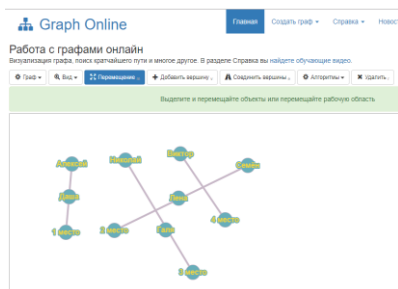 Graph Online
Главная
Создать граф
Справка
Новост
Работа с графами онлайн
Визуализация графа, поиск кратчайшего пути и многое другое. В разделе Справка вы найдете обучающие видео.
Граф
Вид
Перемещение
Добавить вершину
Соединить вершины
Алгоритмы
Удалить
Выделите и перемещайте объекты или перемещайте рабочую область
Алексей
Николай
Виктор
Семён
Даша
Лена
1 место
2 место
Галя
4 место
3 место